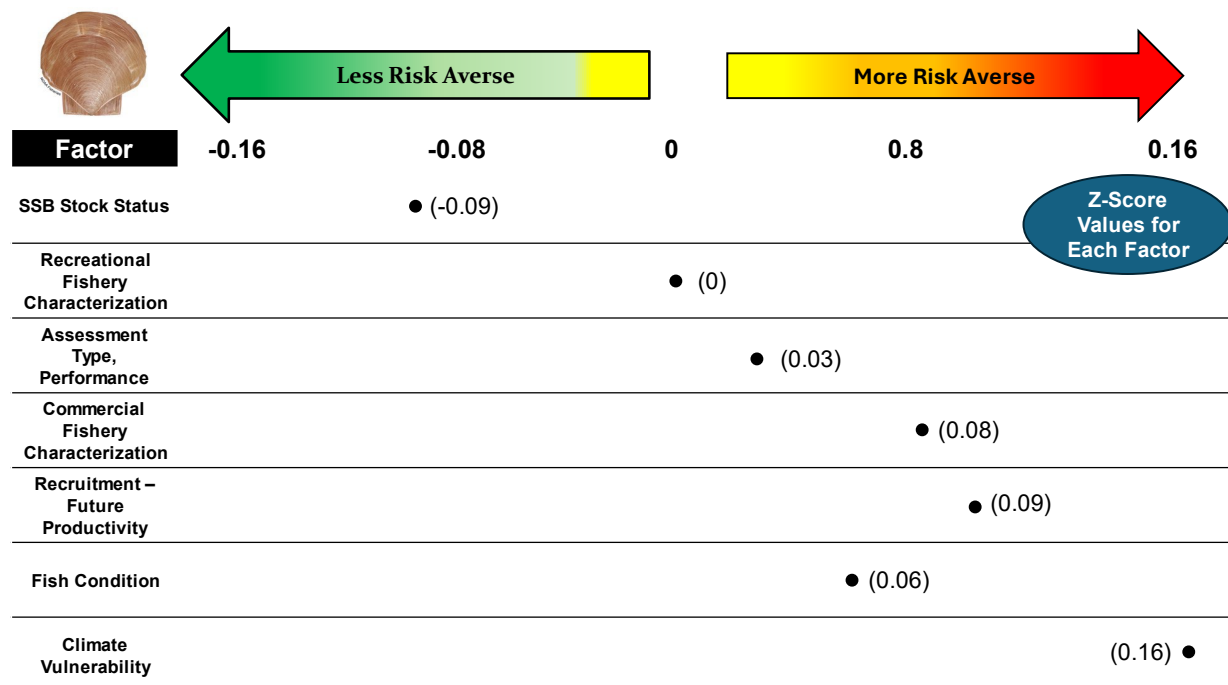 Less Risk Averse
More Risk Averse
Factor
-0.16
-0.08
0
0.8
0.16
SSB Stock Status
(-0.09)
Z-Score
Values for
Each Factor
Recreational
Fishery
Characterization
(0)
Assessment
Type,
Performance
(0.03)
Commercial
Fishery
Characterization
(0.08)
Recruitment –
Future
Productivity
(0.09)
Fish Condition
(0.06)
Climate
Vulnerability
(0.16)